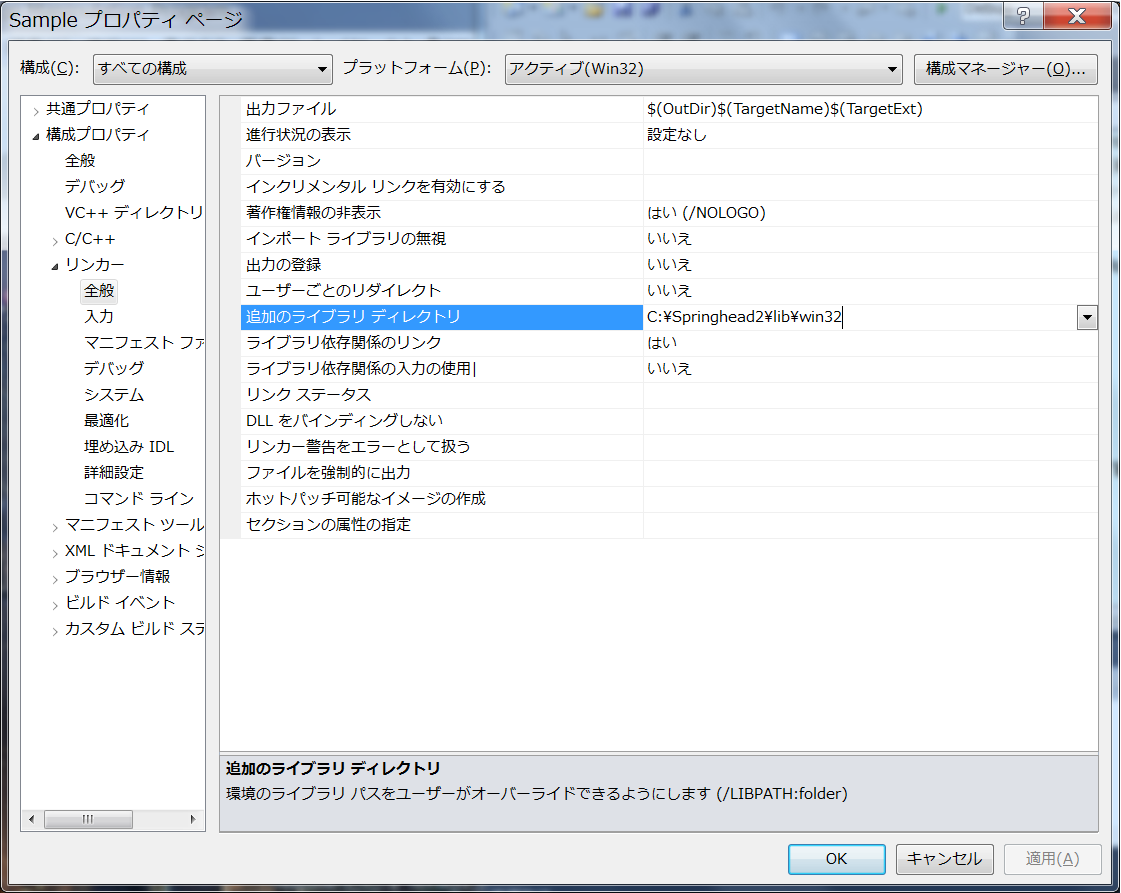 Sample プロパティ ページ
構成(C): すべての構成 プラットフォーム(P): アクティブ(Win32) 構成マネージャー(O)...
共通プロパティ
構成プロパティ
全般
デバッグ
VC++ ディレクトリ
C/C++
リンカー
全般
入力
マニフェスト ファ
デバッグ
システム
最適化
埋め込み IDL
詳細設定
コマンド ライン
マニフェスト ツール
XML ドキュメント ジ
ブラウザー情報
ビルド イベント
カスタム ビルド ステ
出力ファイル $(OutDir)$(TargetName)$(TargetExt)
進行状況の表示 設定なし
バージョン
インクリメンタル リンクを有効にする
著作権情報の非表示 はい (/NOLOGO)
インポート ライブラリの無視 いいえ
出力の登録 いいえ
ユーザーごとのリダイレクト いいえ
追加のライブラリ ディレクトリ C:¥Springhead2¥lib¥win32
ライブラリ依存関係のリンク はい
ライブラリ依存関係の入力の使用| いいえ
リンク ステータス
DLL をバインディングしない
リンカー警告をエラーとして扱う
ファイルを強制的に出力
ホットパッチ可能なイメージの作成
セクションの属性の指定
追加のライブラリ ディレクトリ
環境のライブラリ パスをユーザーがオーバーライドできるようにします (/LIBPATH:folder)
OK キャンセル 適用(A)